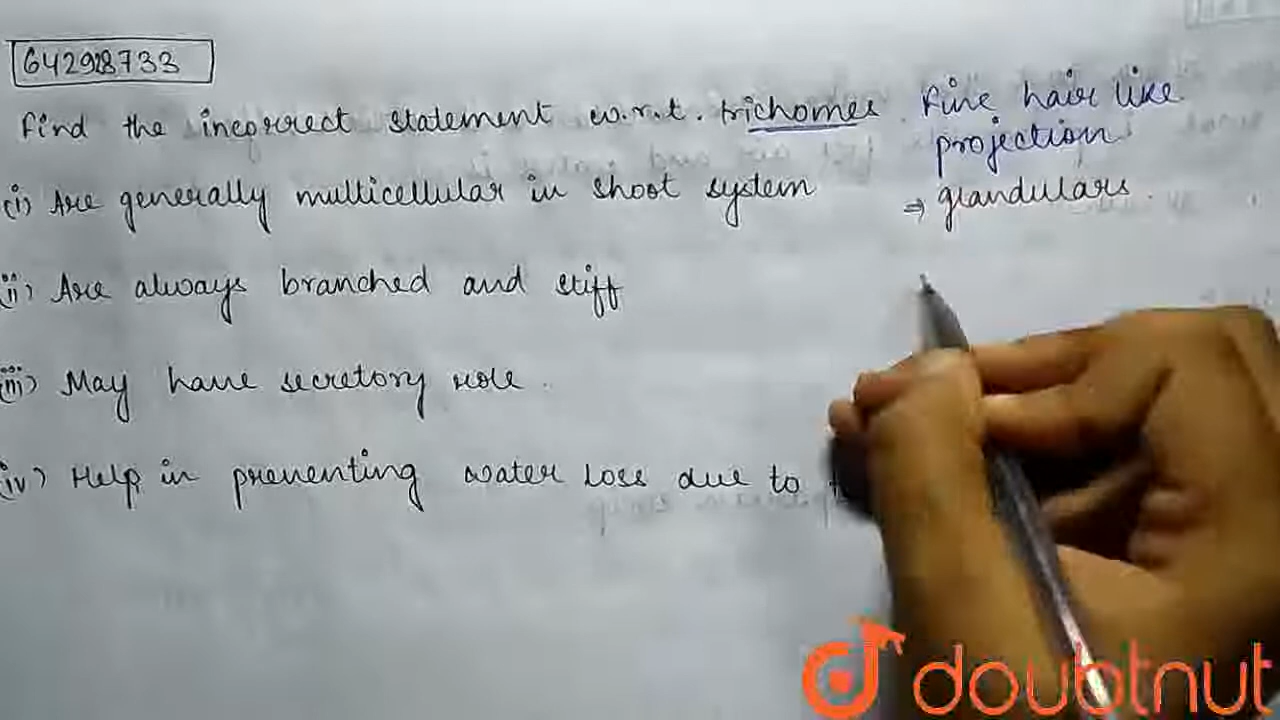 64298733
Find the incorrect statement w.r.t. trichomes. Fine hair like
projection
(i) Are generally multicellular in shoot system
⇒ glandulars.
(ii) Are always branched and stiff
(iii) May have secretory role.
(iv) Help in preventing water loss due to
doubtnut